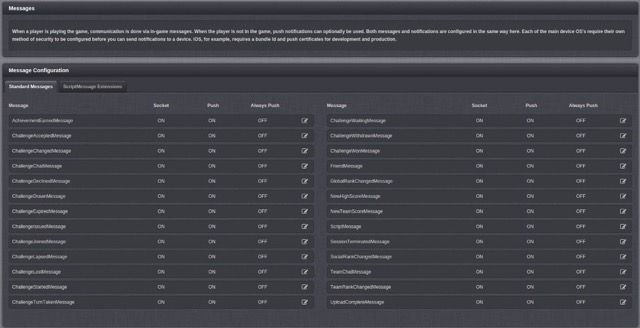 Messages
When a player is playing the game, communication is done via in-game messages. When the player is not in the game, push notifications can optionally be used. Both messages and notifications are configured in the same way here. Each of the main device OS's require their own
method of security to be configured before you can send notifications to a device. iOS, for example, requires a bundle Id and push certificates for development and production.
Message Configuration
Standard Messages ScriptMessage Extensions
Message Socket Push Always Push Message Socket Push Always Push
AchievementEarnedMessage ON ON OFF ChallengeWaitingMessage ON ON OFF
ChallengeAcceptedMessage ON ON OFF ChallengeWithdrawnMessage ON ON OFF
ChallengeChangedMessage ON ON OFF ChallengeWonMessage ON ON OFF
ChallengeChatMessage ON ON OFF FriendMessage ON ON OFF
ChallengeDeclinedMessage ON ON OFF GlobalRankChangedMessage ON ON OFF
ChallengeDrawnMessage ON ON OFF NewHighScoreMessage ON ON OFF
ChallengeExpiredMessage ON ON OFF NewTeamScoreMessage ON ON OFF
ChallengeIssuedMessage ON ON OFF ScriptMessage ON ON OFF
ChallengeJoinedMessage ON ON OFF SessionTerminatedMessage ON ON OFF
ChallengeLapsedMessage ON ON OFF SocialRankChangedMessage ON ON OFF
ChallengeLostMessage ON ON OFF TeamChatMessage ON ON OFF
ChallengeStartedMessage ON ON OFF TeamRankChangedMessage ON ON OFF
ChallengeTurnTakenMessage ON ON OFF UploadCompleteMessage ON ON OFF